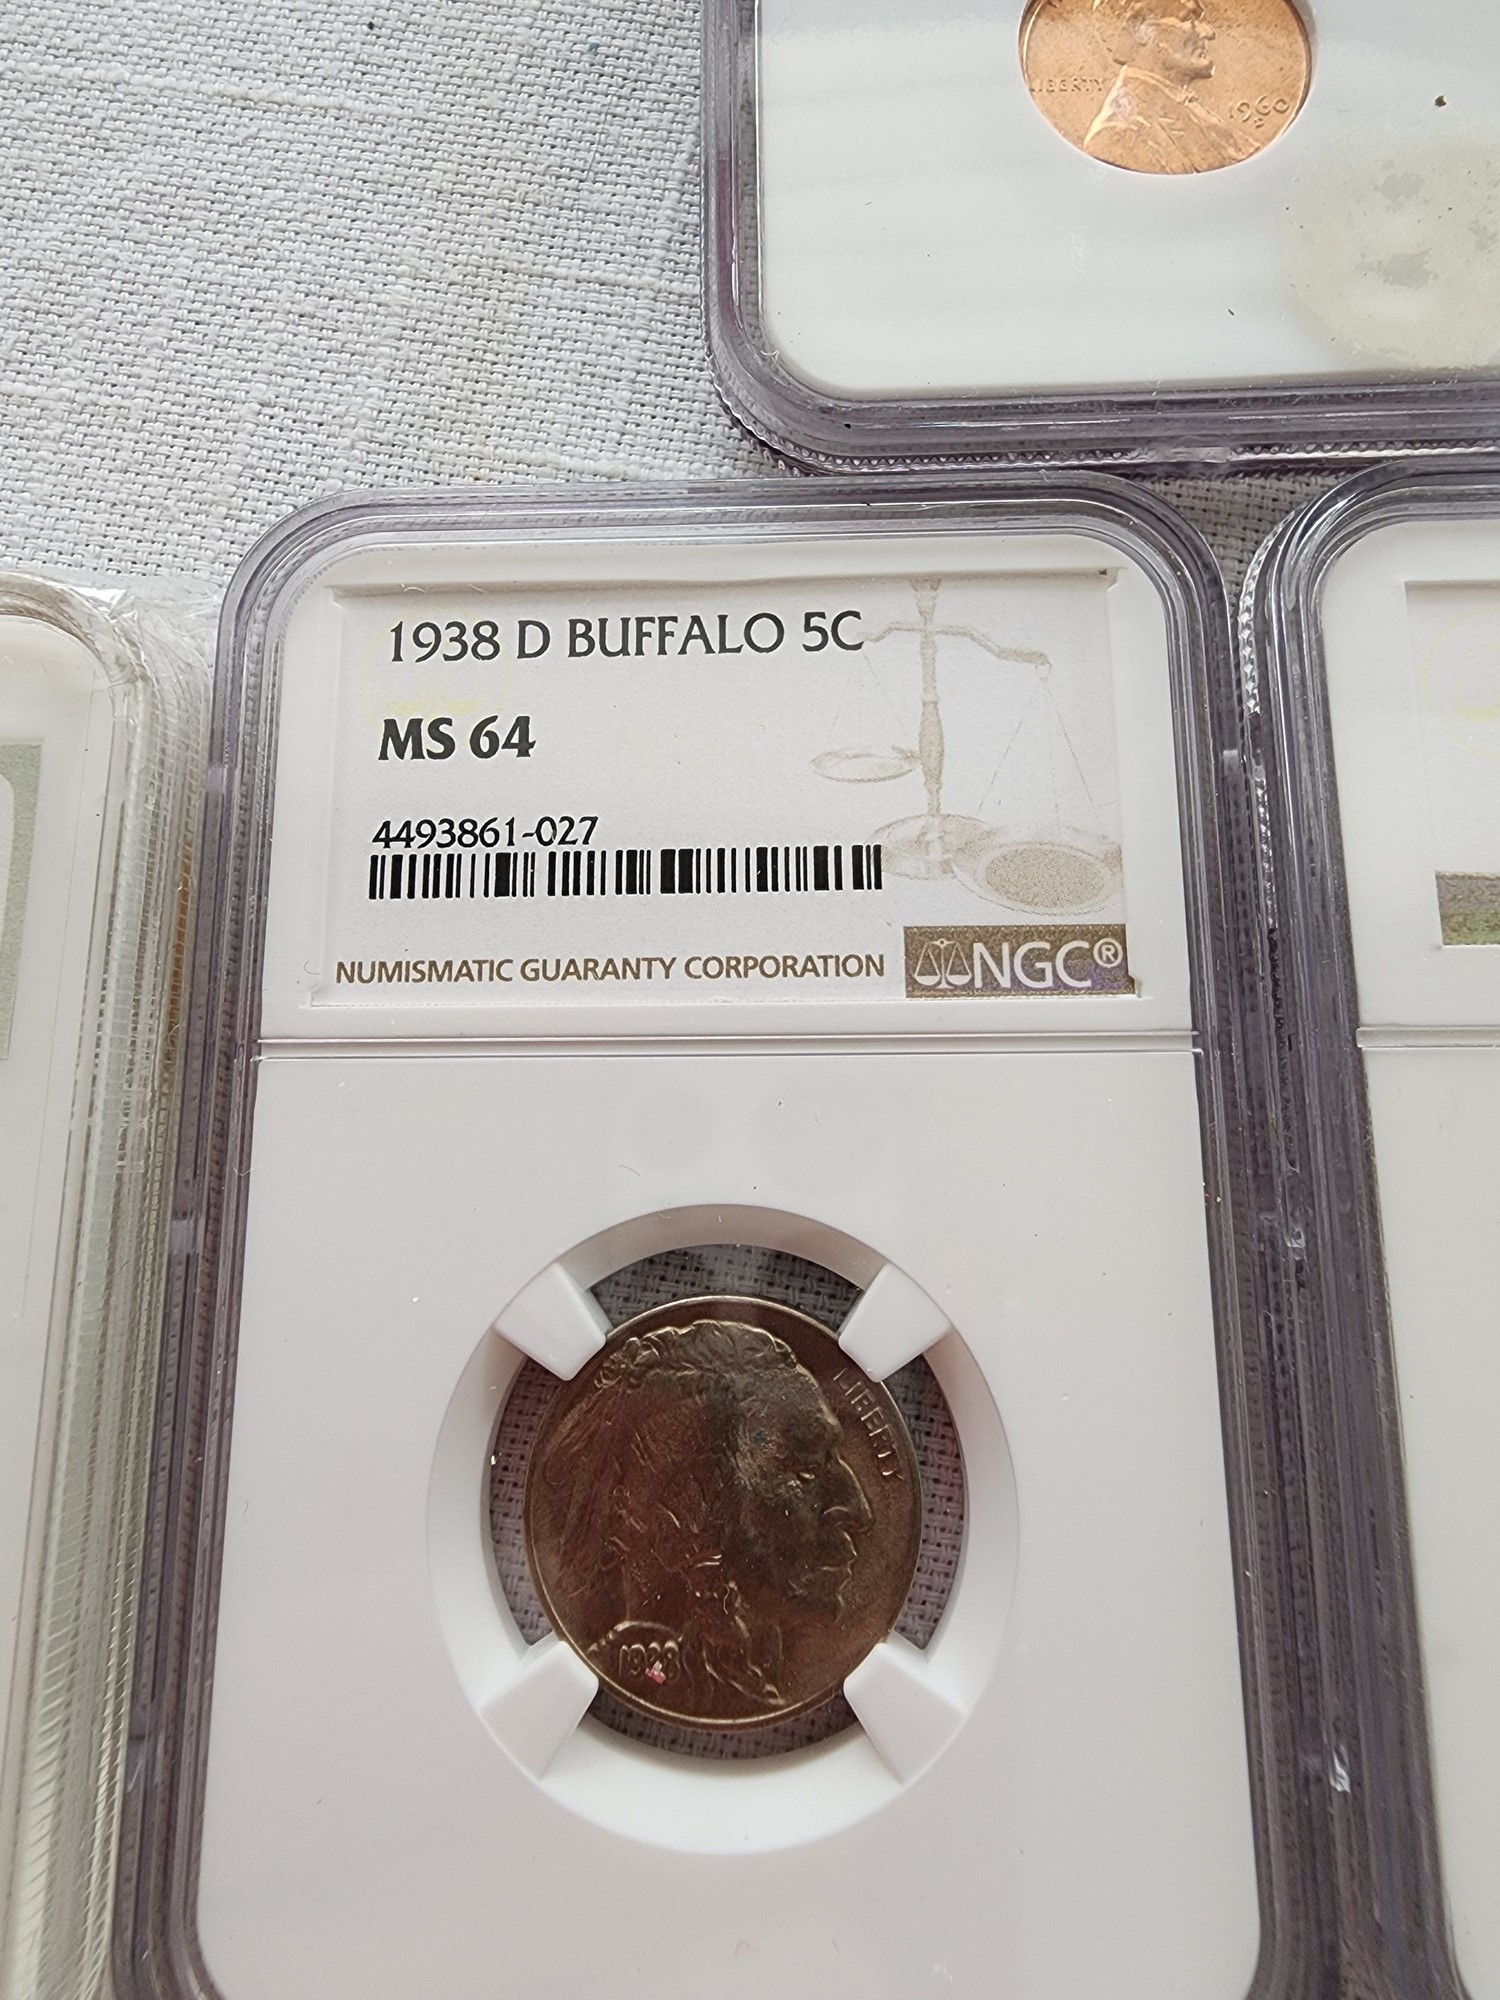 LIBERTY
1960
D
1938 D BUFFALO 5C
MS 64
4493861-027
NUMISMATIC GUARANTY CORPORATION
NGC®
LIBERTY
1938